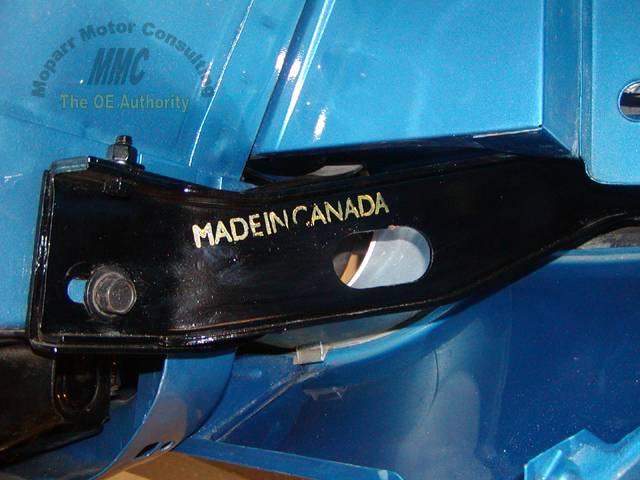 Moparr Motor Consulting
MMC
The OE Authority
MADE IN CANADA